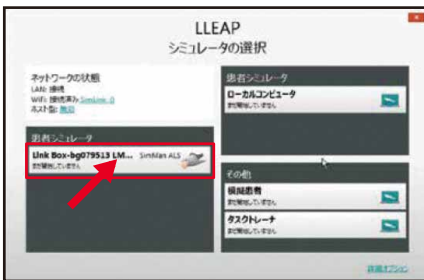 LLEAP
シミュレータの選択
ネットワークの状態
LAN: 接続
WiFi: 接続済み SimLink_0
ホスト型: 無効
患者シミュレータ
Link Box-bg079513 LM... SimMan ALS
まだ開始していません
患者シミュレータ
ローカルコンピュータ
まだ開始していません
その他
模擬患者
まだ開始していません
タスクトレーナ
まだ開始していません
詳細オプション